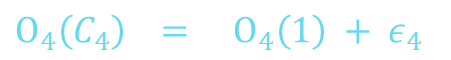 O₄(C₄) = O₄(1) + ϵ₄